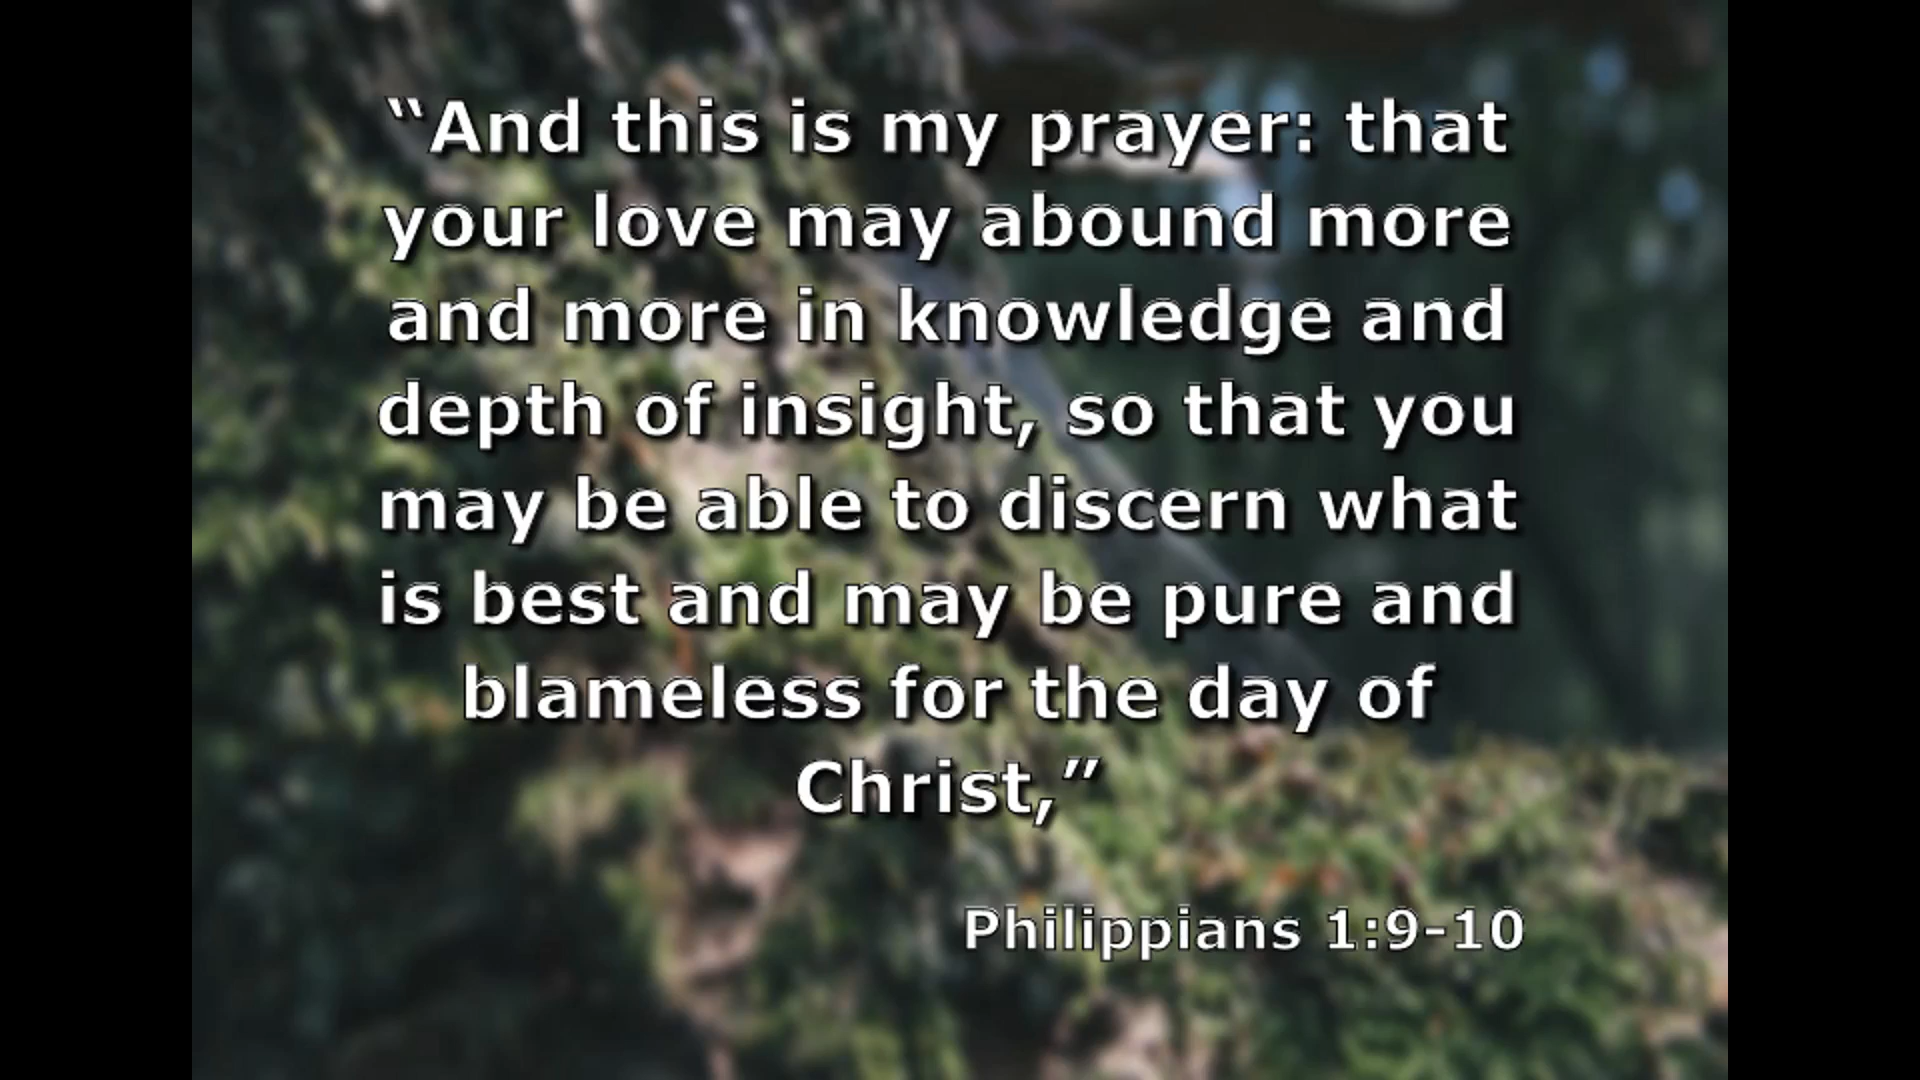 “And this is my prayer: that
your love may abound more
and more in knowledge and
depth of insight, so that you
may be able to discern what
is best and may be pure and
blameless for the day of
Christ,”
Philippians 1:9-10